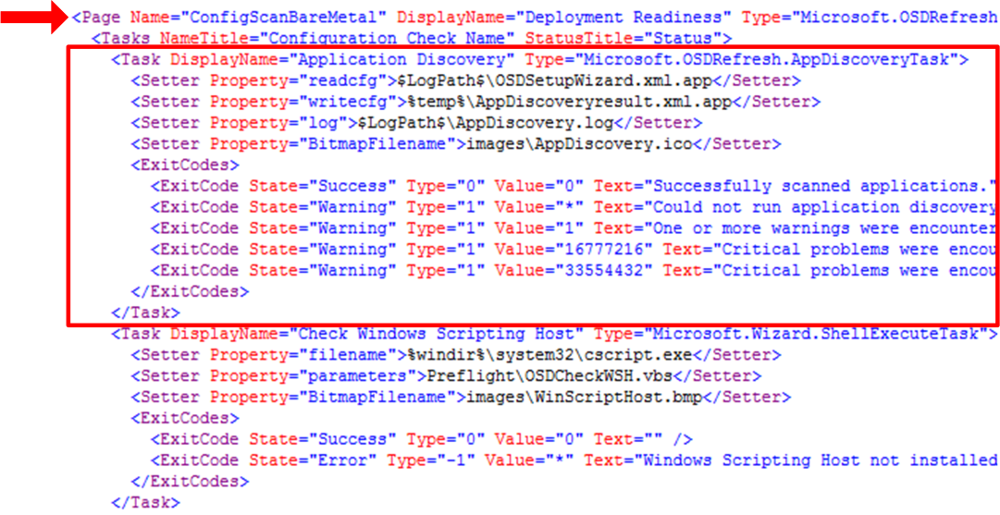 <Page Name="ConfigScanBareMetal" DisplayName="Deployment Readiness" Type="Microsoft.OSDRefresh
<Tasks NameTitle="Configuration Check Name" StatusTitle="Status">
<Task DisplayName="Application Discovery" Type="Microsoft.OSDRefresh.AppDiscoveryTask">
<Setter Property="readcfg">$LogPath$\OSDSetupWizard.xml.app</Setter>
<Setter Property="writecfg">%temp%\AppDiscoveryresult.xml.app</Setter>
<Setter Property="log">$LogPath$\AppDiscovery.log</Setter>
<Setter Property="BitmapFilename">images\AppDiscovery.ico</Setter>
<ExitCodes>
<ExitCode State="Success" Type="0" Value="0" Text="Successfully scanned applications."
<ExitCode State="Warning" Type="1" Value="*" Text="Could not run application discovery
<ExitCode State="Warning" Type="1" Value="1" Text="One or more warnings were encounter
<ExitCode State="Warning" Type="1" Value="16777216" Text="Critical problems were encou
<ExitCode State="Warning" Type="1" Value="33554432" Text="Critical problems were encou
</ExitCodes>
</Task>
<Task DisplayName="Check Windows Scripting Host" Type="Microsoft.Wizard.ShellExecuteTask">
<Setter Property="filename">%windir%\system32\cscript.exe</Setter>
<Setter Property="parameters">Preflight\OSDCheckWSH.vbs</Setter>
<Setter Property="BitmapFilename">images\WinScriptHost.bmp</Setter>
<ExitCodes>
<ExitCode State="Success" Type="0" Value="0" Text="" />
<ExitCode State="Error" Type="-1" Value="*" Text="Windows Scripting Host not installed
</ExitCodes>
</Task>